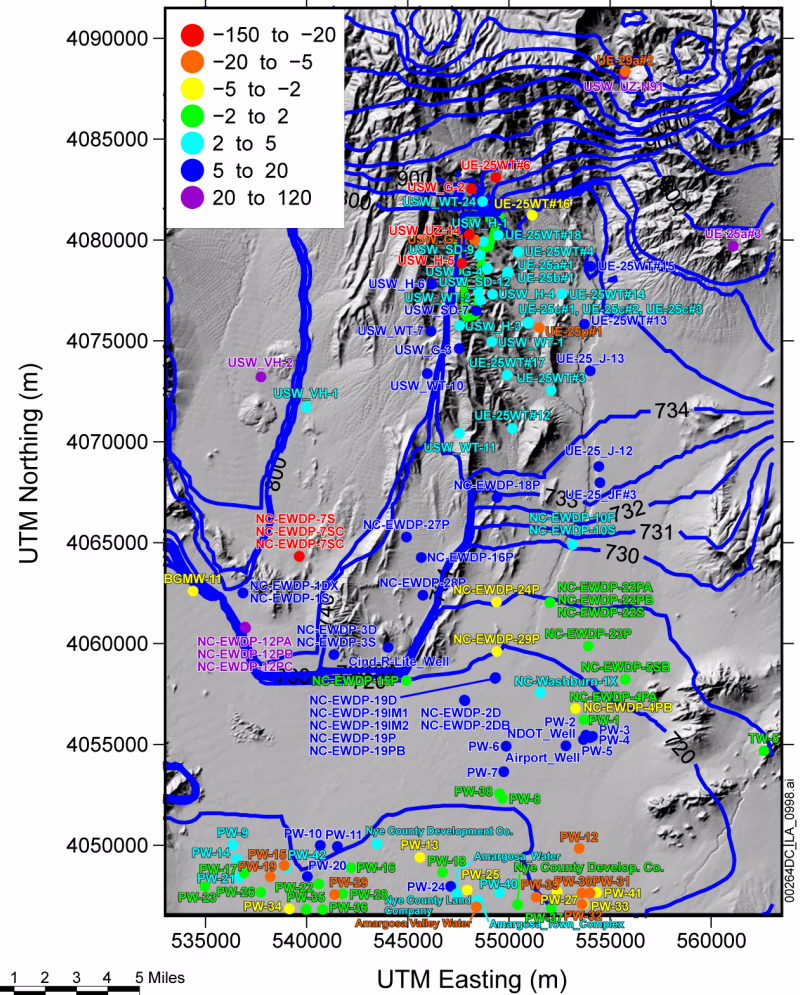 -150 to -20
-20 to -5
-5 to -2
-2 to 2
2 to 5
5 to 20
20 to 120
4090000
4085000
4080000
4075000
4070000
4065000
4060000
4055000
4050000
UTM Northing (m)
UE-29a#2
USW_UZ-N91
1000
900
900
800
UE-25WT#6
USW_G-2
USW_WT-24
UE-25WT#16
USW_H-1
USW_UZ-14
UE-25WT#18
UE-25a#3
USW_SD-9
UE-25WT#4
USW_H-5
UE-25a#1
UE-25WT#15
USW_G-4
UE-25b#1
USW_H-6
USW_SD-12
USW_WT-2
USW_H-4
UE-25WT#14
USW_SD-7
UE-25c#1, UE-25c#2, UE-25c#3
UE-25WT#13
USW_WT-7
USW_H-3
UE-25p#1
USW_G-3
USW_WT-1
UE-25_J-13
USW_VH-2
UE-25WT#17
USW_WT-10
UE-25WT#3
USW_VH-1
734
UE-25WT#12
USW_WT-11
UE-25_J-12
800
NC-EWDP-18P
UE-25_JF#3
732
731
730
NC-EWDP-7S
NC-EWDP-7SC
NC-EWDP-7SC
NC-EWDP-27P
NC-EWDP-10P
NC-EWDP-10S
NC-EWDP-16P
BGMW-11
NC-EWDP-1DX
NC-EWDP-1S
NC-EWDP-28P
NC-EWDP-24P
NC-EWDP-22PA
NC-EWDP-22PB
NC-EWDP-22S
NC-EWDP-12PA
NC-EWDP-12PB
NC-EWDP-12PC
NC-EWDP-3D
NC-EWDP-3S
NC-EWDP-29P
NC-EWDP-23P
Cind-R-Lite_Well
NC-EWDP-5SB
NC-EWDP-15P
720
NC-Washburn-1X
NC-EWDP-19D
NC-EWDP-19IM1
NC-EWDP-19IM2
NC-EWDP-19P
NC-EWDP-19PB
NC-EWDP-2D
NC-EWDP-2DB
NC-EWDP-4PA
NC-EWDP-4PB
PW-2
PW-1
NDOT_Well
PW-3
PW-4
PW-5
PW-6
Airport_Well
720
TW-5
PW-7
PW-38
PW-8
PW-9
PW-10
PW-11
Nye County Development Co.
PW-12
PW-14
PW-15
PW-42
PW-13
Amargosa_Water
PW-17
PW-19
PW-20
PW-16
PW-18
Nye County Develop. Co.
PW-21
PW-22
PW-29
PW-24
PW-25
PW-40
PW-30
PW-31
PW-23
PW-26
PW-35
PW-28
PW-27
PW-41
PW-34
PW-36
Nye County Land
Company
PW-37
PW-32
PW-33
Amargosa Valley Water
Amargosa_Town_Complex
535000
540000
545000
550000
555000
560000
UTM Easting (m)
1 2 3 4 5 Miles
00264DC_LA_0998.ai